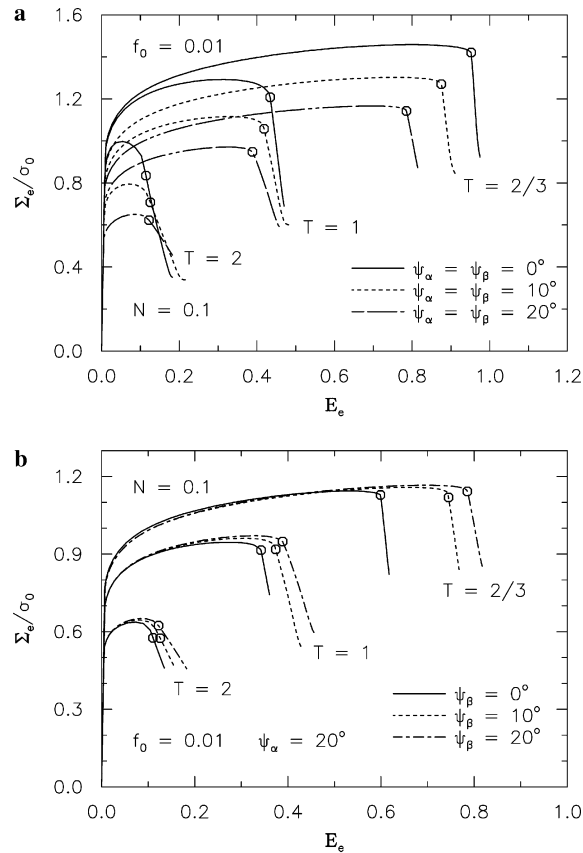 a
1.6
f₀ = 0.01
1.2
Σₑ/σ₀
0.8
T = 2/3
T = 1
T = 2
ψα = ψβ = 0°
0.4
ψα = ψβ = 10°
N = 0.1
ψα = ψβ = 20°
0.0
0.0 0.2 0.4 0.6 0.8 1.0 1.2
Eₑ
b
1.2
N = 0.1
0.9
Σₑ/σ₀
T = 2/3
0.6
T = 1
T = 2
0.3
ψβ = 0°
ψβ = 10°
f₀ = 0.01 ψα = 20°
ψβ = 20°
0.0
0.0 0.2 0.4 0.6 0.8 1.0
Eₑ